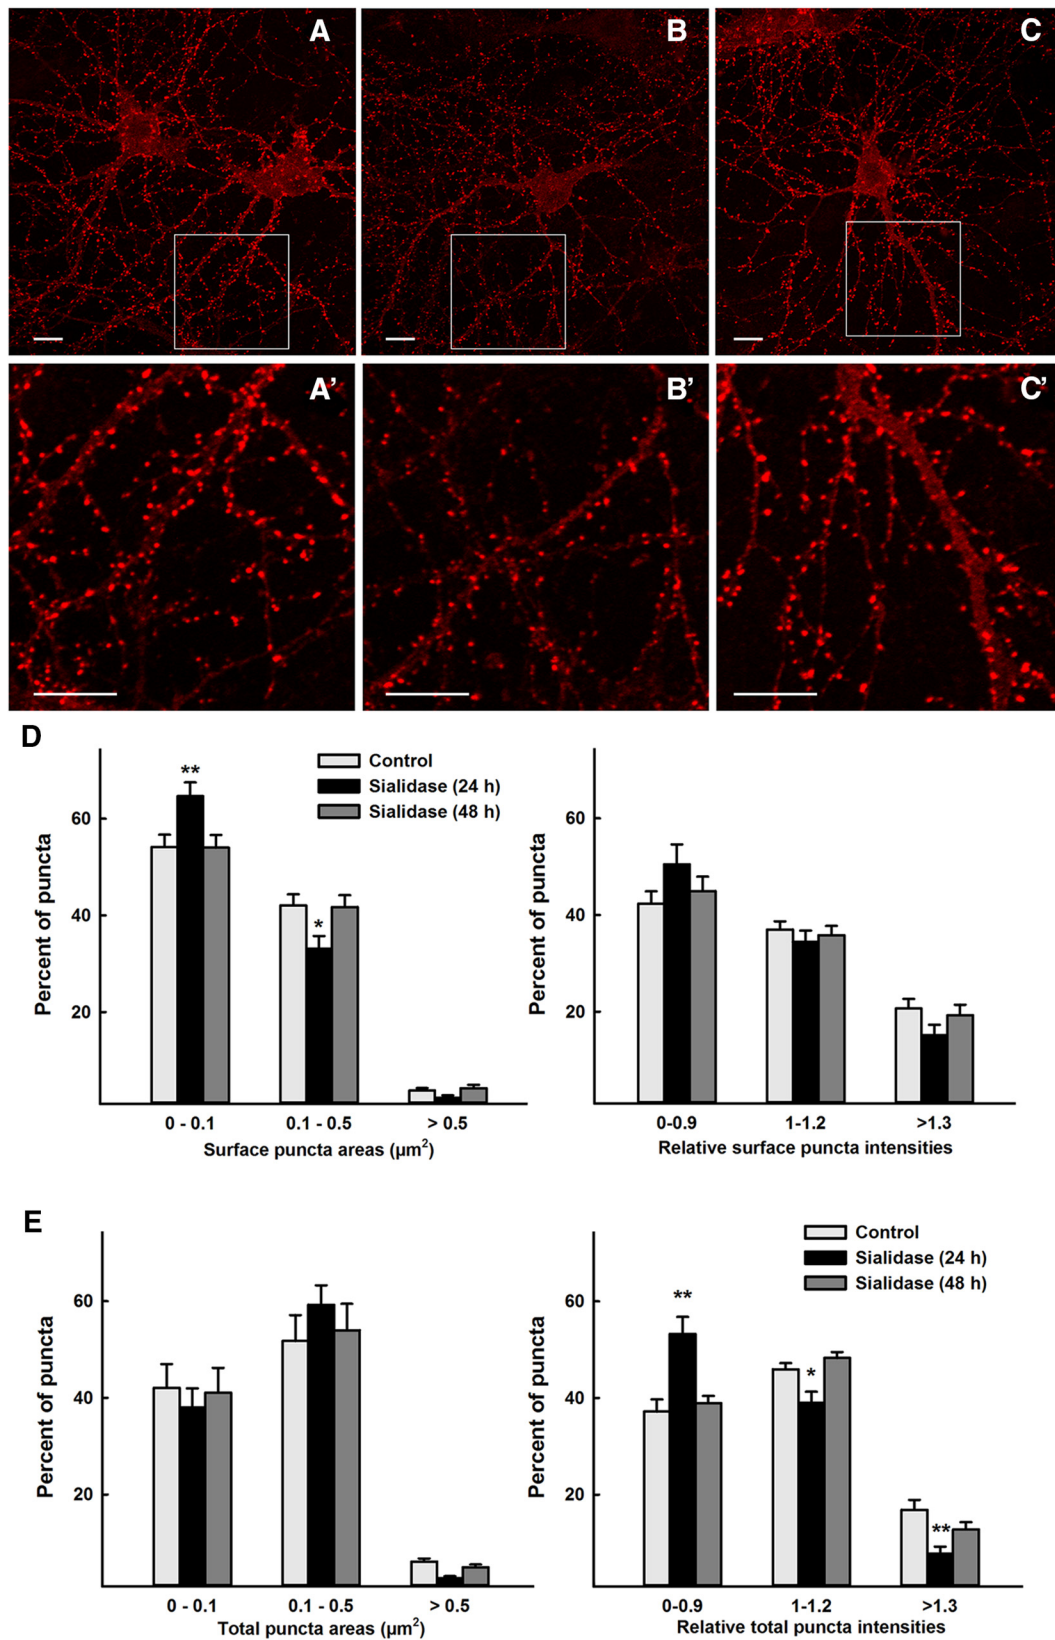 A B C
A' B' C'
D
Control
Sialidase (24 h)
Sialidase (48 h)
Percent of puncta
60
40
20
**
*
0 - 0.1 0.1 - 0.5 > 0.5
Surface puncta areas (μm²)
Percent of puncta
60
40
20
0-0.9 1-1.2 >1.3
Relative surface puncta intensities
E
Percent of puncta
60
40
20
0 - 0.1 0.1 - 0.5 > 0.5
Total puncta areas (μm²)
Control
Sialidase (24 h)
Sialidase (48 h)
Percent of puncta
60
40
20
**
*
**
0-0.9 1-1.2 >1.3
Relative total puncta intensities